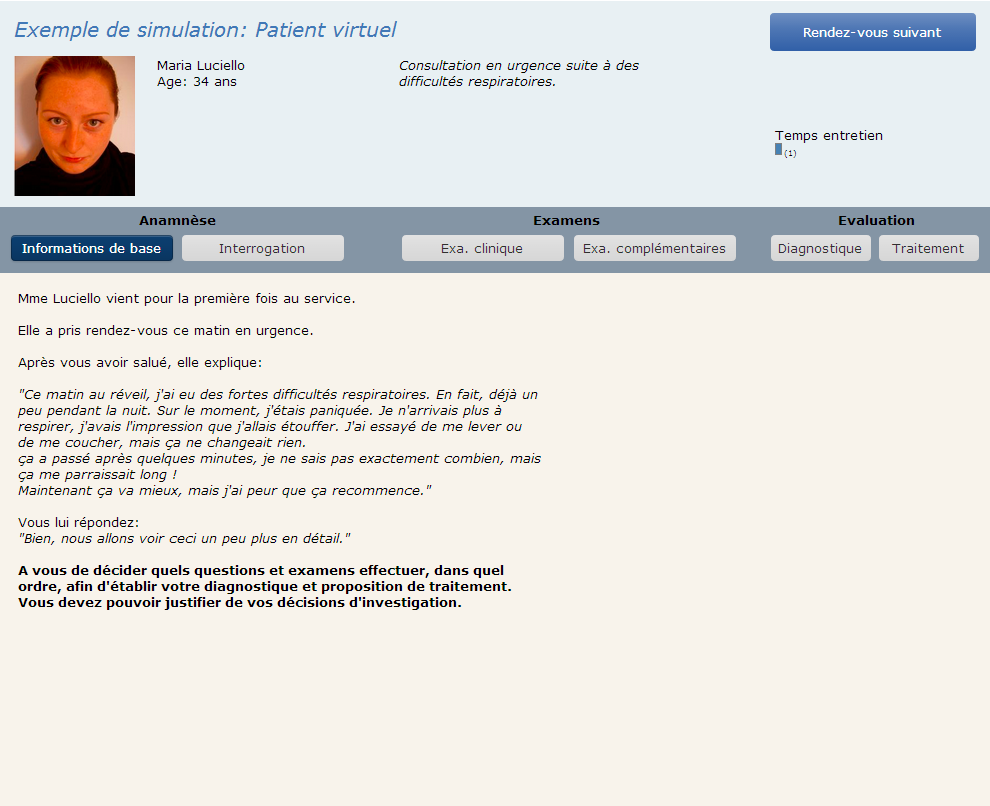 Exemple de simulation: Patient virtuel
Rendez-vous suivant
Maria Luciello
Age: 34 ans
Consultation en urgence suite à des
difficultés respiratoires.
Temps entretien
(1)
Anamnèse
Examens
Evaluation
Informations de base
Interrogation
Exa. clinique
Exa. complémentaires
Diagnostique
Traitement
Mme Luciello vient pour la première fois au service.
Elle a pris rendez-vous ce matin en urgence.
Après vous avoir salué, elle explique:
"Ce matin au réveil, j'ai eu des fortes difficultés respiratoires. En fait, déjà un
peu pendant la nuit. Sur le moment, j'étais paniquée. Je n'arrivais plus à
respirer, j'avais l'impression que j'allais étouffer. J'ai essayé de me lever ou
de me coucher, mais ça ne changeait rien.
ça a passé après quelques minutes, je ne sais pas exactement combien, mais
ça me parraissait long !
Maintenant ça va mieux, mais j'ai peur que ça recommence."
Vous lui répondez:
"Bien, nous allons voir ceci un peu plus en détail."
A vous de décider quels questions et examens effectuer, dans quel
ordre, afin d'établir votre diagnostique et proposition de traitement.
Vous devez pouvoir justifier de vos décisions d'investigation.